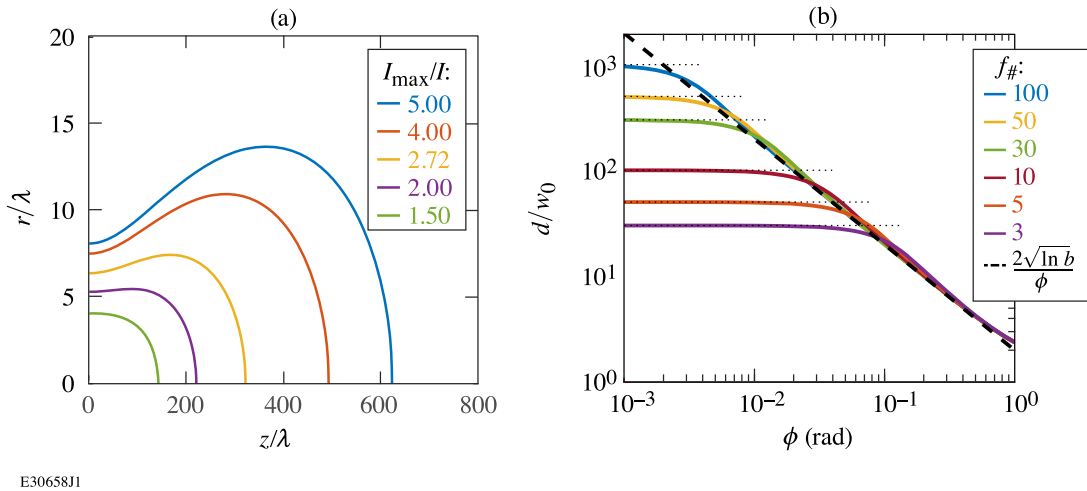 (a)
20
15
10
5
0
r/λ
I_max/I:
5.00
4.00
2.72
2.00
1.50
0 200 400 600 800
z/λ
(b)
10^3
10^2
10^1
10^0
d/w_0
f_#:
100
50
30
10
5
3
2√ln b
ϕ
10^−3 10^−2 10^−1 10^0
ϕ (rad)
E30658J1